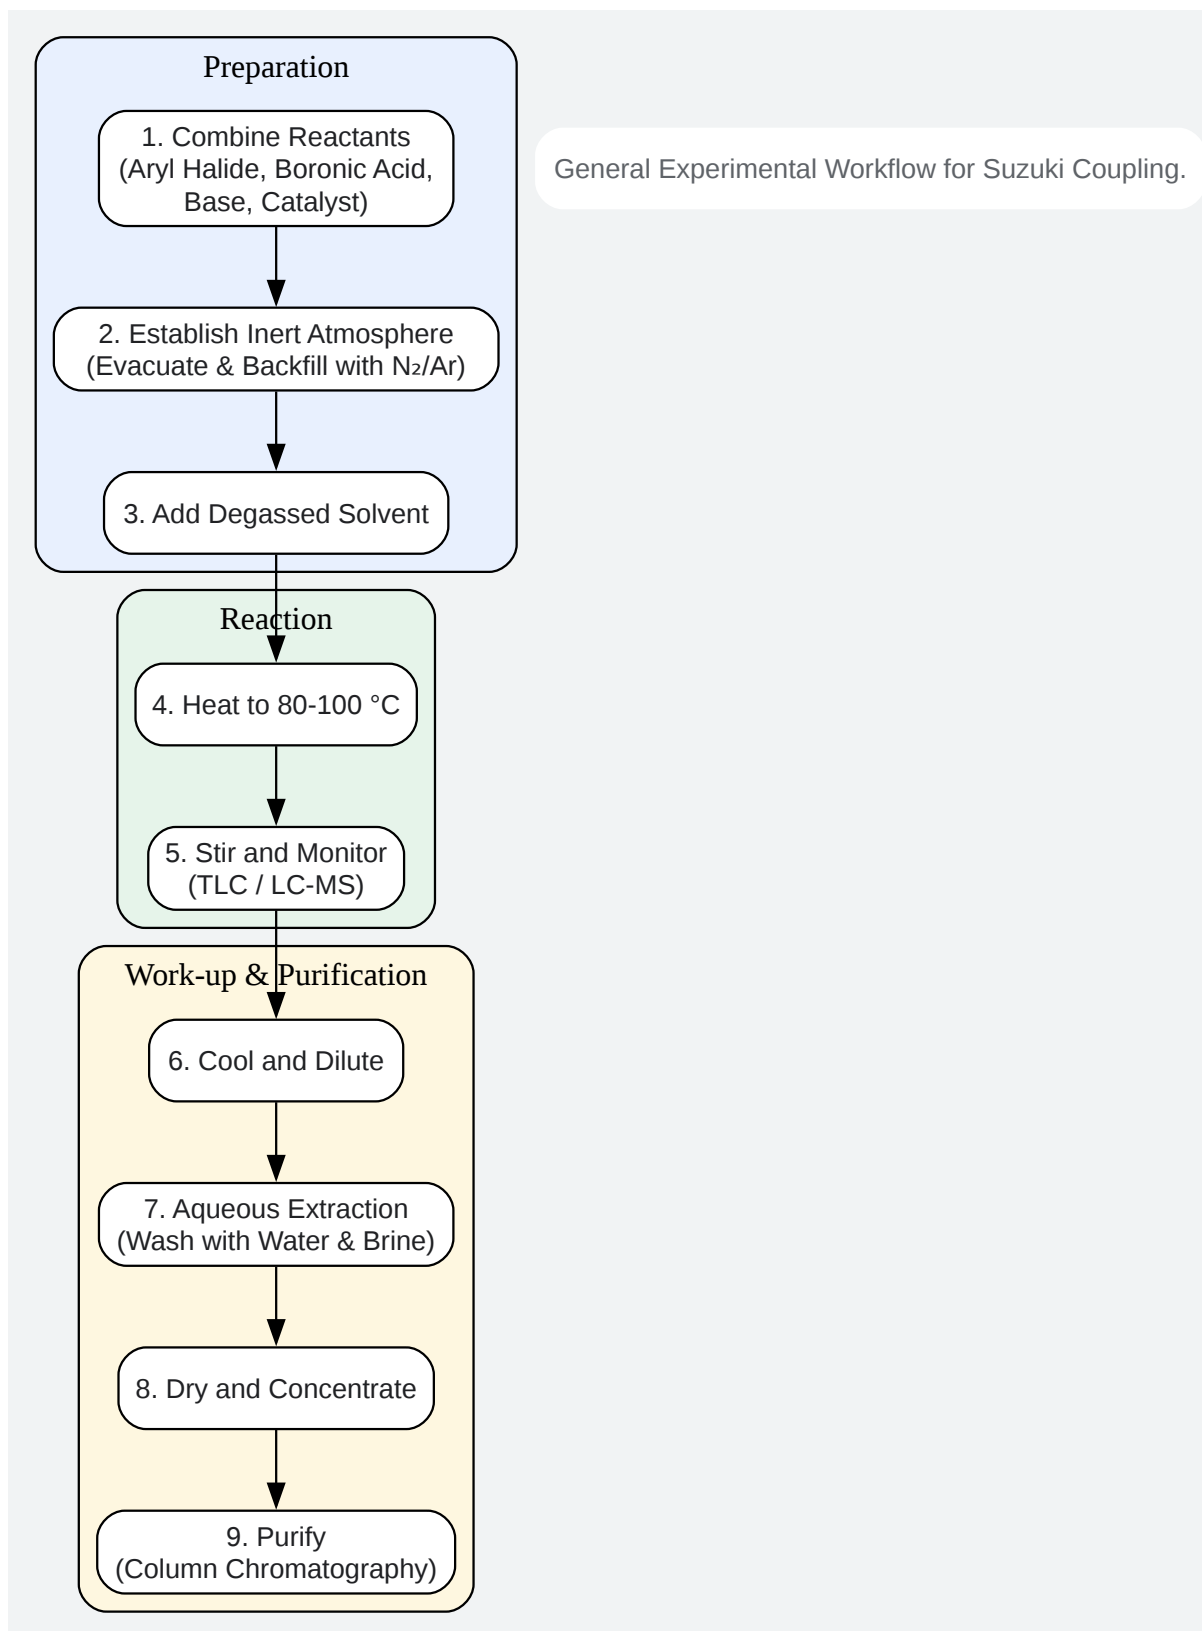 Preparation
1. Combine Reactants
(Aryl Halide, Boronic Acid,
Base, Catalyst)
General Experimental Workflow for Suzuki Coupling.
2. Establish Inert Atmosphere
(Evacuate & Backfill with N₂/Ar)
3. Add Degassed Solvent
Reaction
4. Heat to 80-100 °C
5. Stir and Monitor
(TLC / LC-MS)
Work-up & Purification
6. Cool and Dilute
7. Aqueous Extraction
(Wash with Water & Brine)
8. Dry and Concentrate
9. Purify
(Column Chromatography)